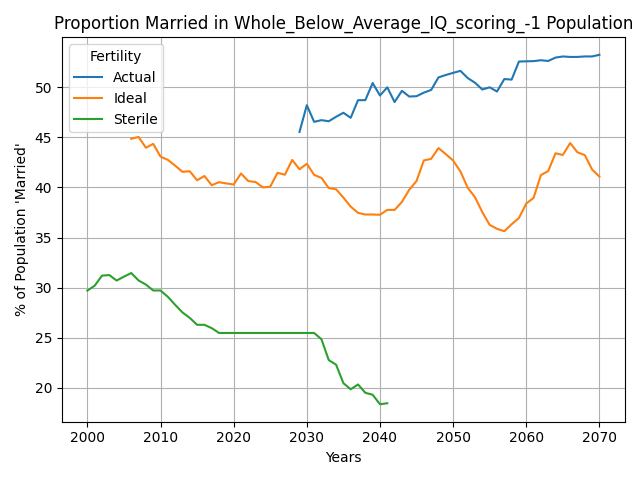 Proportion Married in Whole_Below_Average_IQ_scoring_-1 Population
Fertility
Actual
Ideal
Sterile
% of Population 'Married'
50
45
40
35
30
25
20
2000
2010
2020
2030
2040
2050
2060
2070
Years